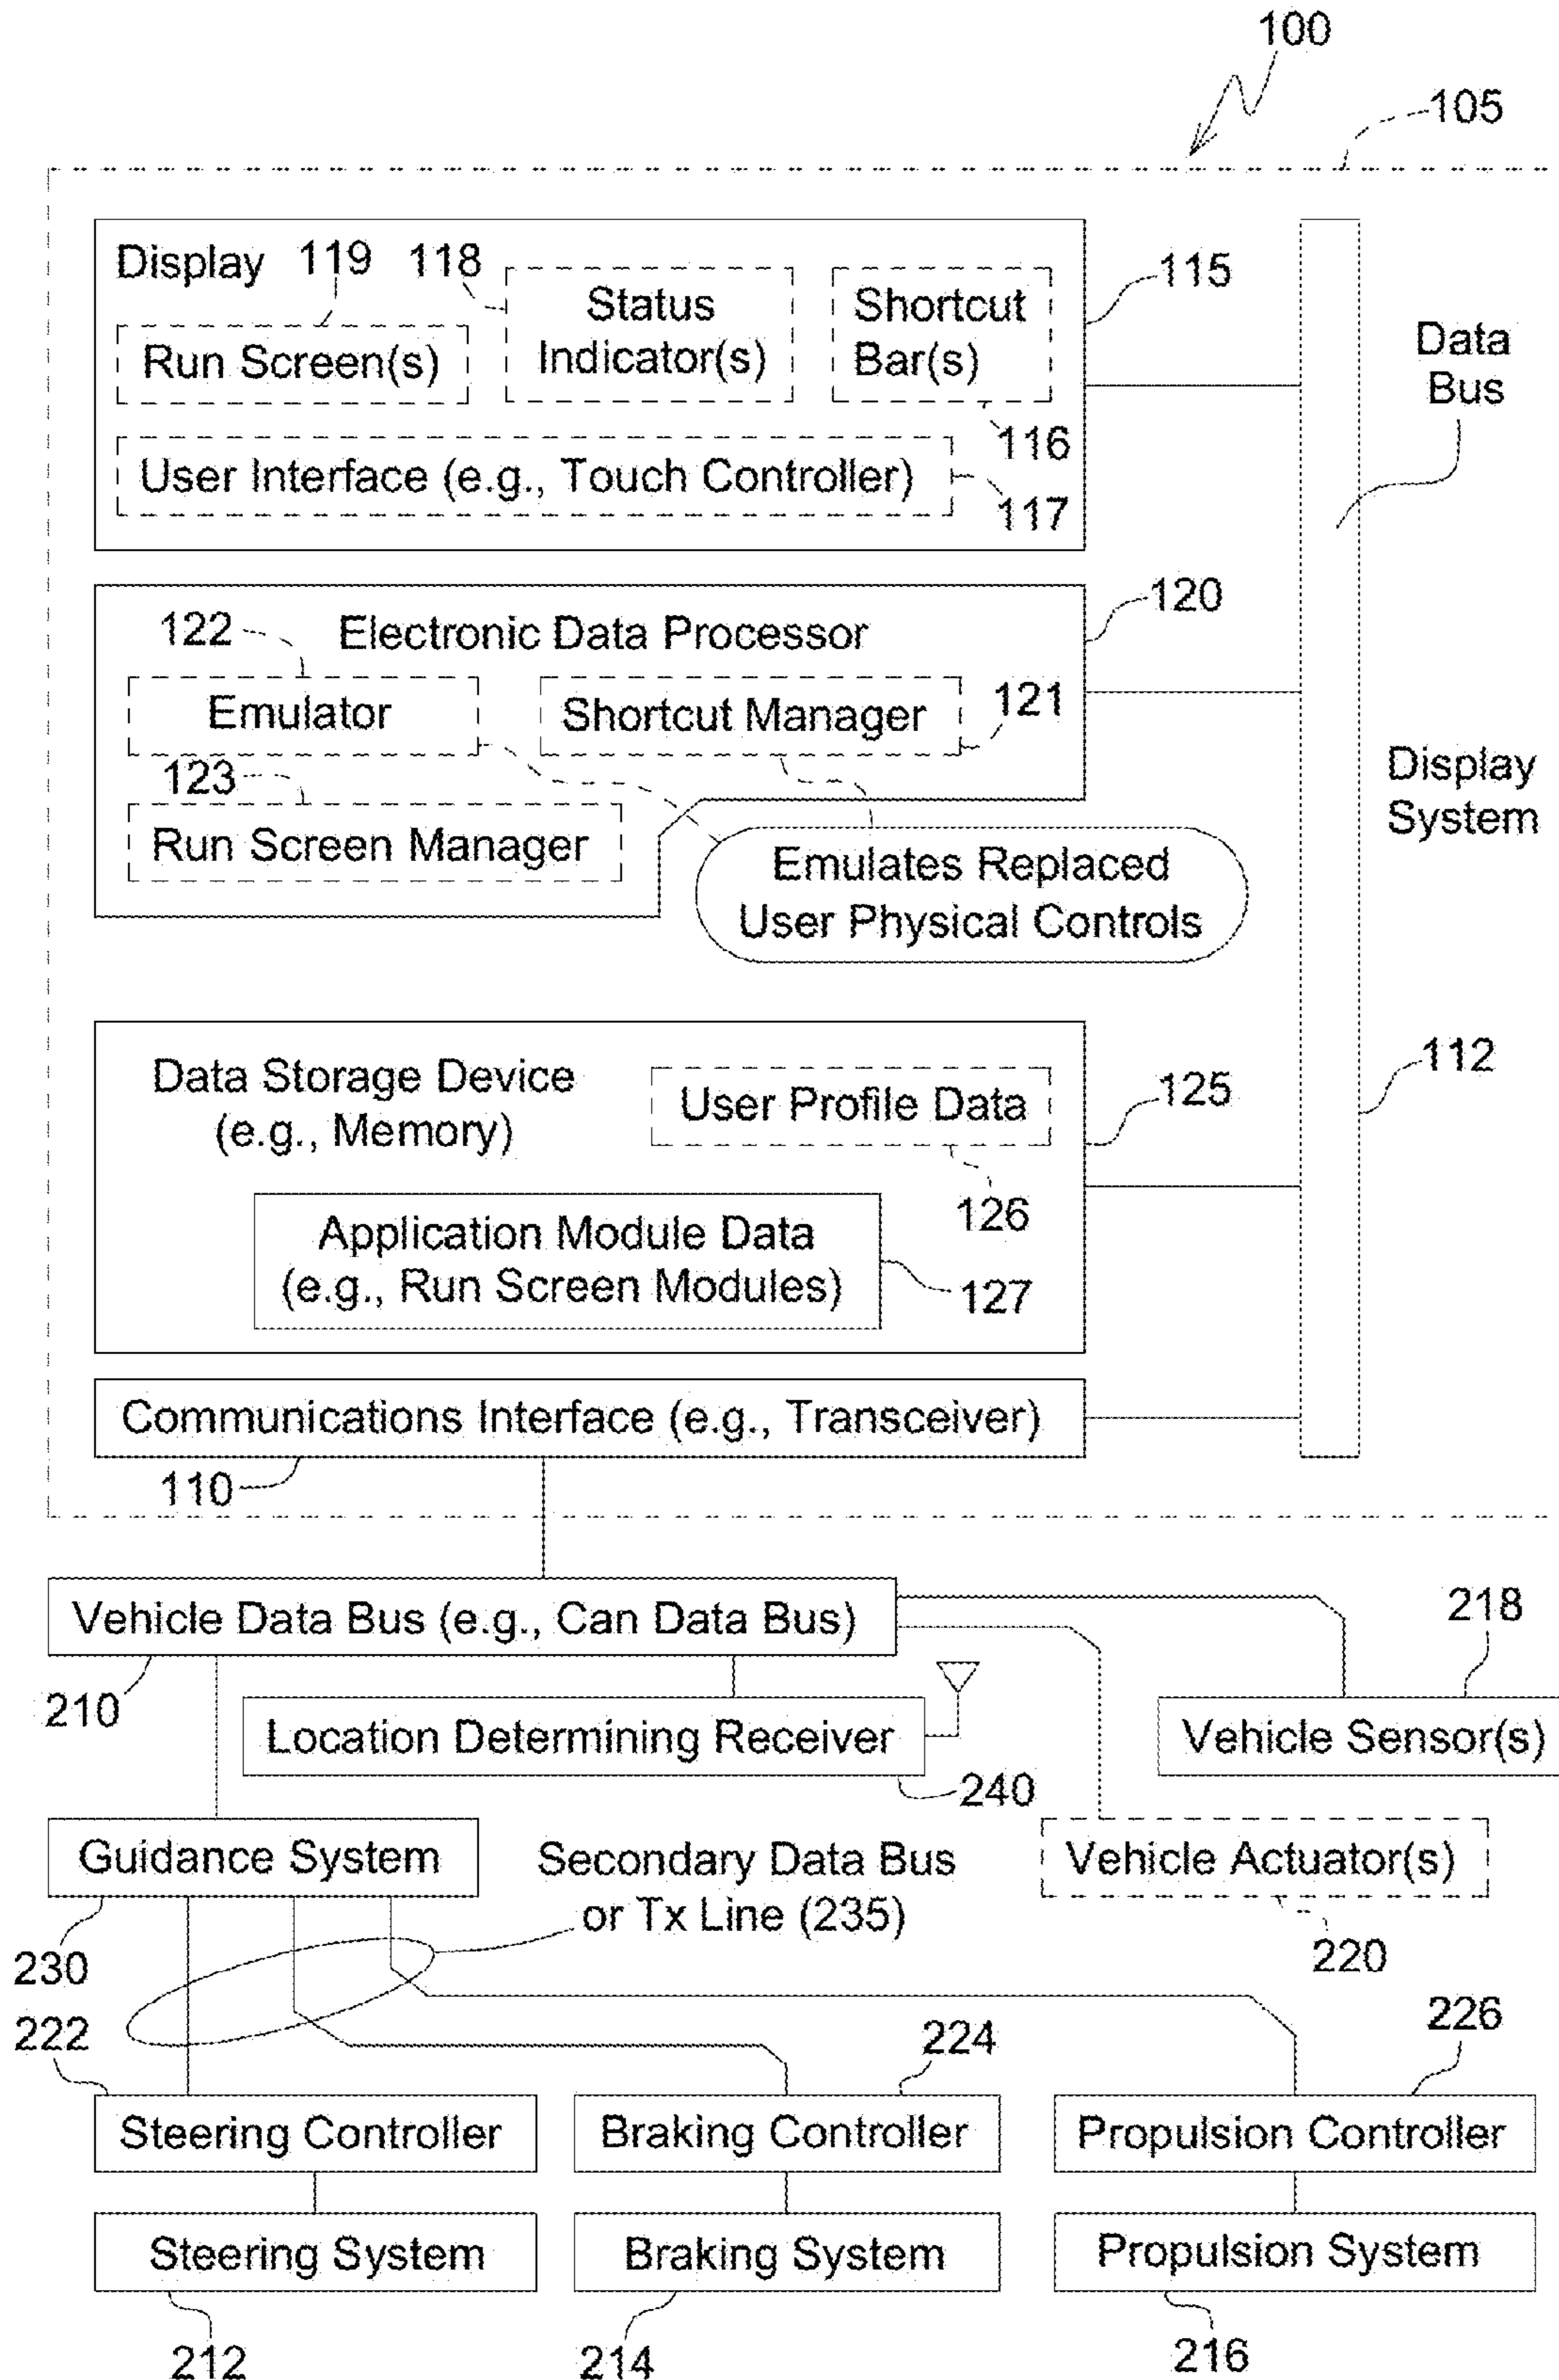 100
105
Display
119
118
Status
Indicator(s)
Shortcut
Bar(s)
115
Run Screen(s)
116
User Interface (e.g., Touch Controller)
117
Data
Bus
120
122
Electronic Data Processor
Emulator
Shortcut Manager
121
123
Run Screen Manager
Emulates Replaced
User Physical Controls
Display
System
112
Data Storage Device
(e.g., Memory)
User Profile Data
125
126
Application Module Data
(e.g., Run Screen Modules)
127
Communications Interface (e.g., Transceiver)
110
Vehicle Data Bus (e.g., Can Data Bus)
218
210
Location Determining Receiver
Vehicle Sensor(s)
240
Guidance System
Secondary Data Bus
or Tx Line (235)
Vehicle Actuator(s)
230
220
222
224
226
Steering Controller
Braking Controller
Propulsion Controller
Steering System
Braking System
Propulsion System
212
214
216